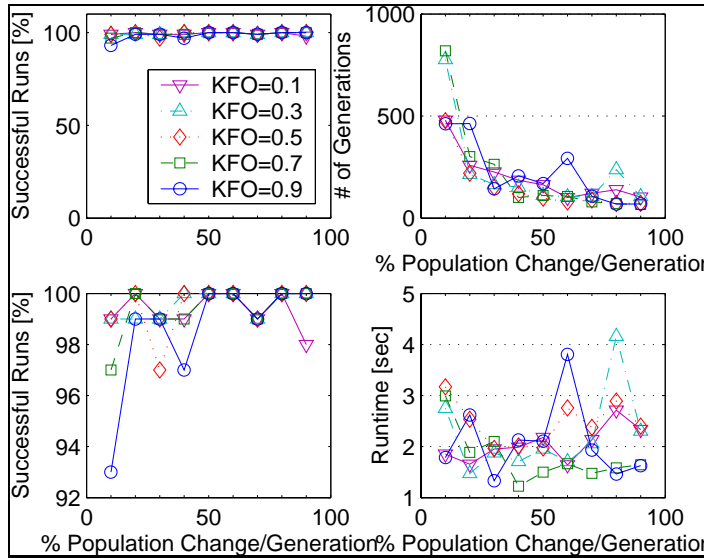 Successful Runs [%]
100
50
0
0
50
100
KFO=0.1
KFO=0.3
KFO=0.5
KFO=0.7
KFO=0.9
# of Generations
1000
500
0
0
50
100
% Population Change/Generation
Successful Runs [%]
100
98
96
94
92
0
50
100
% Population Change/Generation
Runtime [sec]
5
4
3
2
1
0
50
100
% Population Change/Generation